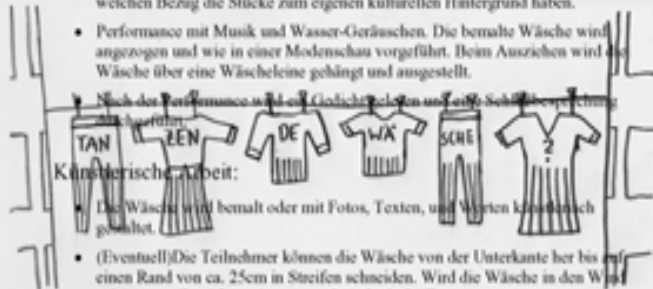 welchen Bezug die Stücke zum eigenen kulturellen Hintergrund haben.
• Performance mit Musik und Wasser-Geräuschen. Die bemalte Wäsche wird
angezogen und wie in einer Modenschau vorgeführt. Beim Ausziehen wird die
Wäsche über eine Wäscheleine gehängt und ausgestellt.
• Nach der Performance wird ein Gedicht gelesen und eine Schlußbesprechung
TAN ZEN DE WÄ SCHE ?
Künstlerische Arbeit:
• Die Wäsche wird bemalt oder mit Fotos, Texten, und Worten künstlerisch
gestaltet.
• (Eventuell)Die Teilnehmer können die Wäsche von der Unterkante her bis auf
einen Rand von ca. 25cm in Streifen schneiden. Wird die Wäsche in den Wind